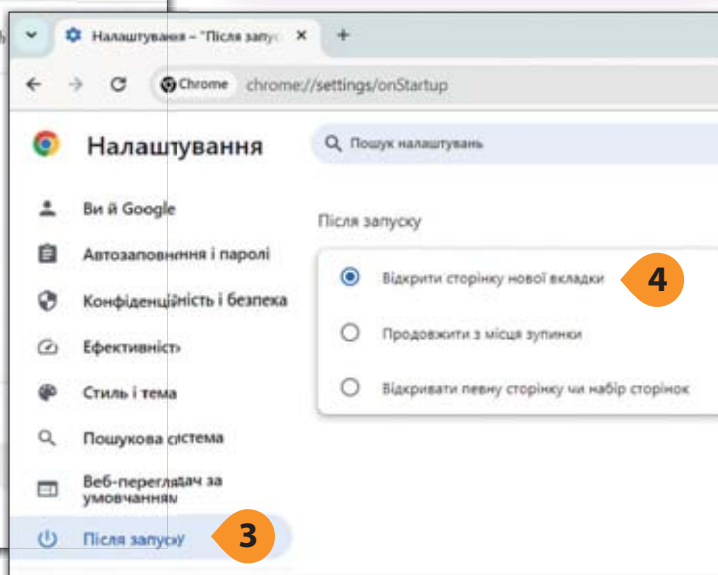 Налаштування – "Після запус
Chrome chrome://settings/onStartup
Налаштування
Пошук налаштувань
Ви й Google
Автозаповнення і паролі
Конфіденційність і безпека
Ефективність
Стиль і тема
Пошукова система
Веб-переглядач за
умовчанням
Після запуску
3
Після запуску
Відкрити сторінку нової вкладки
4
Продовжити з місця зупинки
Відкривати певну сторінку чи набір сторінок